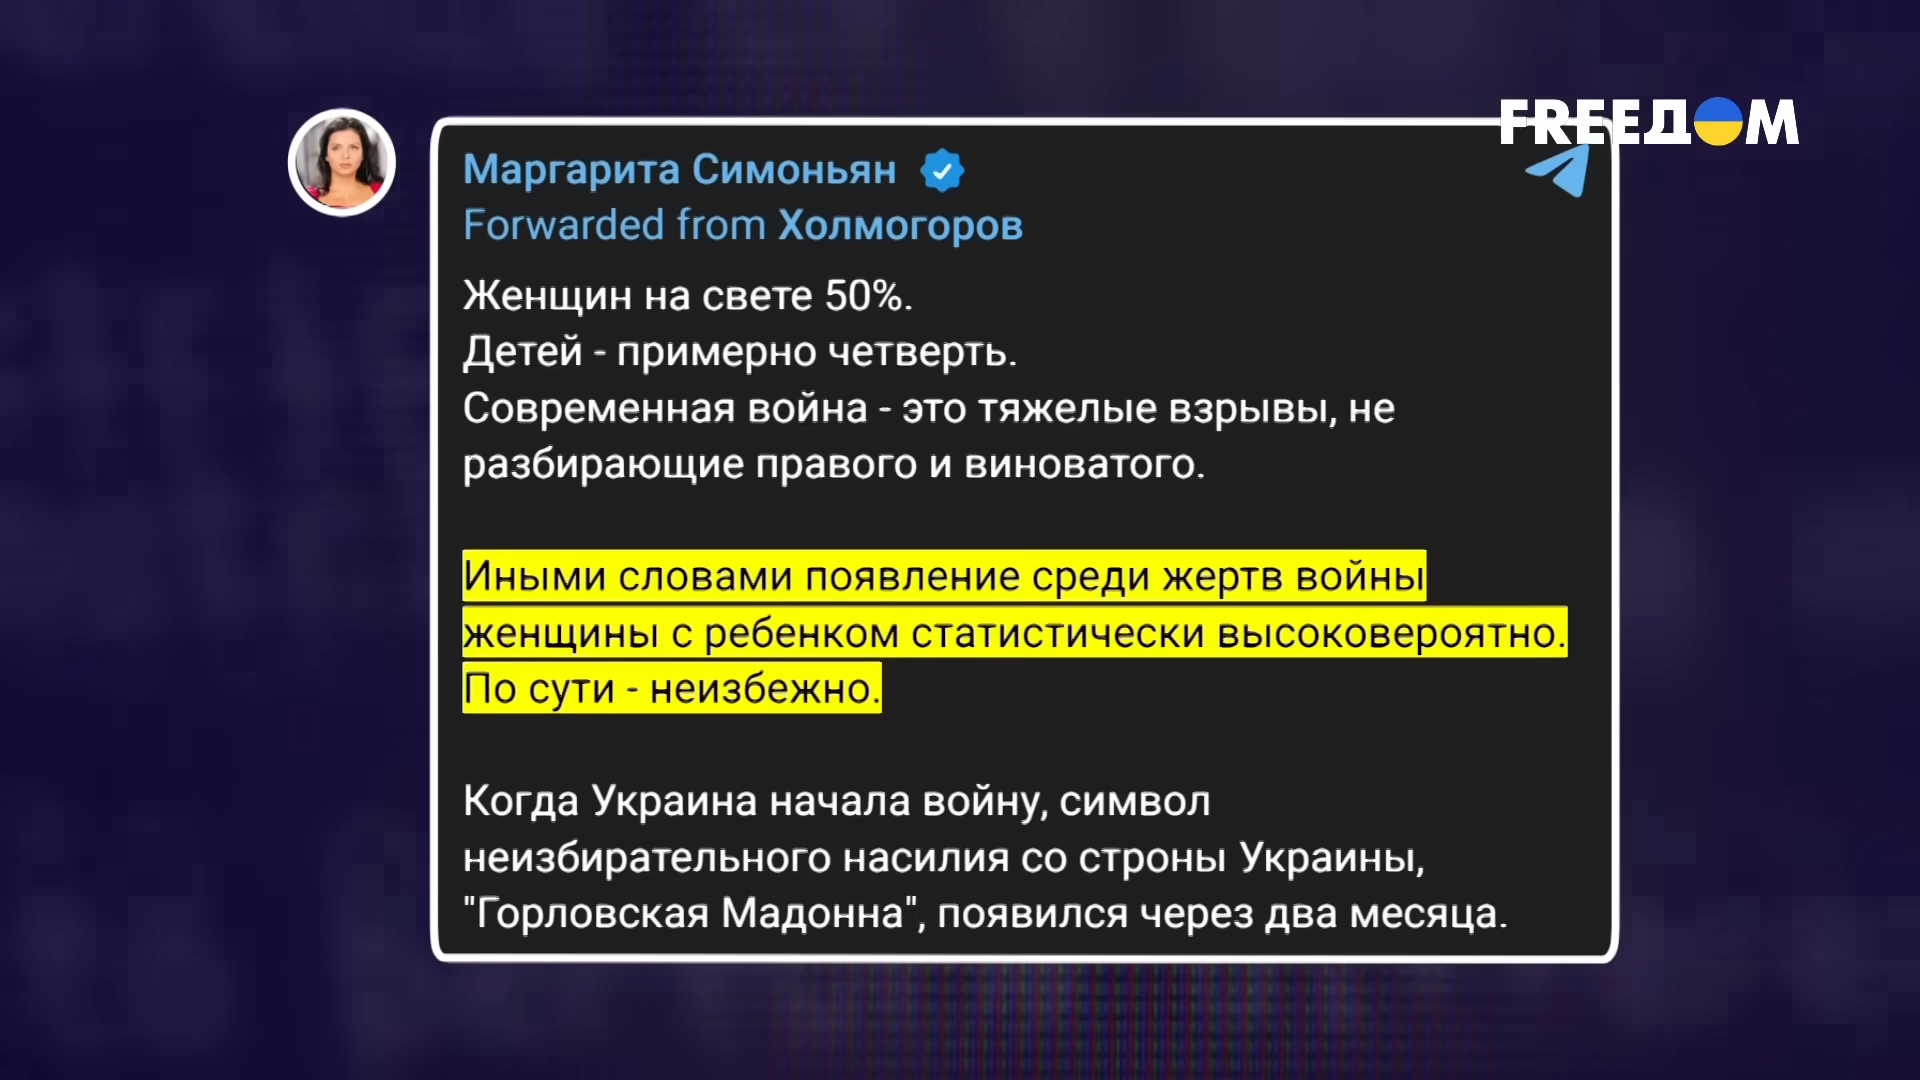 FREEДОМ
Маргарита Симоньян
Forwarded from Холмогоров
Женщин на свете 50%.
Детей - примерно четверть.
Современная война - это тяжелые взрывы, не
разбирающие правого и виноватого.
Иными словами появление среди жертв войны
женщины с ребенком статистически высоковероятно.
По сути - неизбежно.
Когда Украина начала войну, символ
неизбирательного насилия со строны Украины,
"Горловская Мадонна", появился через два месяца.